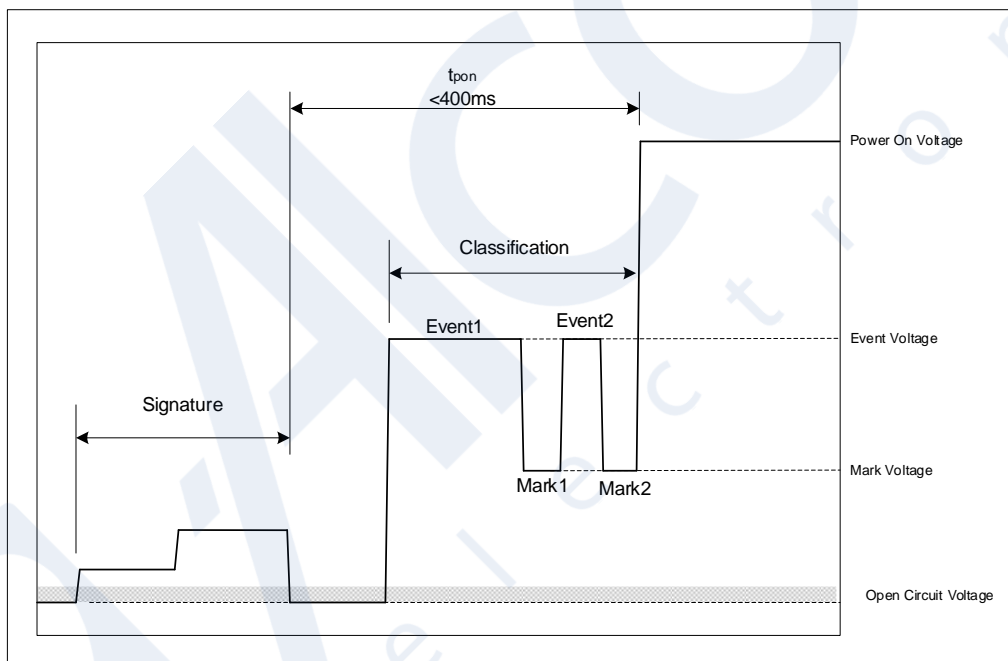 tpon
<400ms
Power On Voltage
Classification
Event1
Event2
Event Voltage
Signature
Mark Voltage
Mark1
Mark2
Open Circuit Voltage